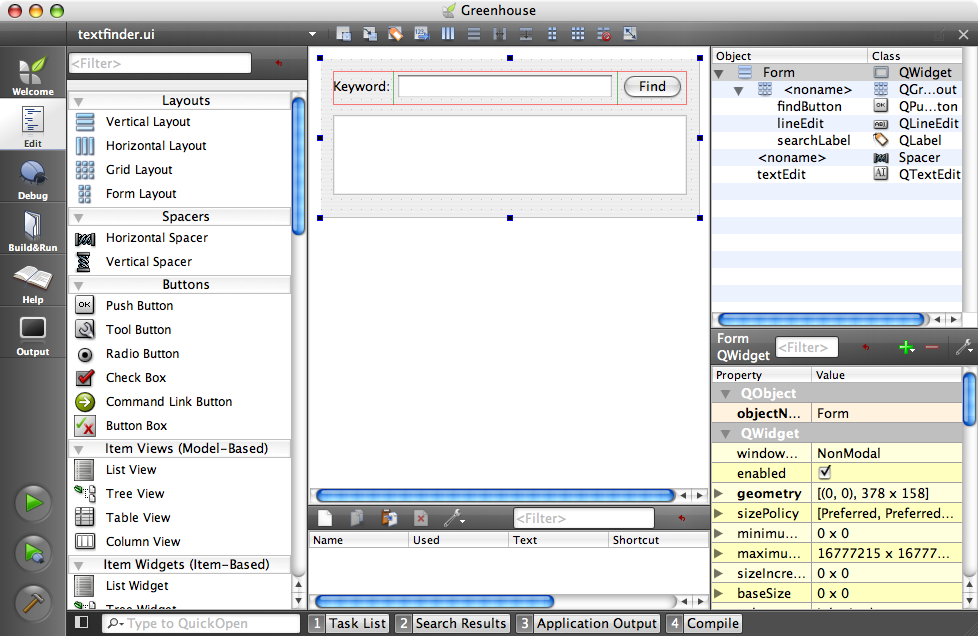 Greenhouse
textfinder.ui
Welcome
Edit
Debug
Build&Run
Help
Output
<Filter>
Layouts
Vertical Layout
Horizontal Layout
Grid Layout
Form Layout
Spacers
Horizontal Spacer
Vertical Spacer
Buttons
OK Push Button
Tool Button
Radio Button
Check Box
Command Link Button
Button Box
Item Views (Model-Based)
List View
Tree View
Table View
Column View
Item Widgets (Item-Based)
List Widget
Tree Widget
Keyword: Find
<Filter>
Name Used Text Shortcut
Object Class
Form QWidget
<noname> QGr...out
findButton OK QPu...ton
lineEdit QLineEdit
searchLabel QLabel
<noname> Spacer
textEdit AI QTextEdit
Form
QWidget
<Filter>
Property Value
QObject
objectN... Form
QWidget
window... NonModal
enabled
geometry [(0, 0), 378 x 158]
sizePolicy [Preferred, Preferred...
minimu... 0 x 0
maximu... 16777215 x 16777...
sizeIncre... 0 x 0
baseSize 0 x 0
Type to QuickOpen
1 Task List 2 Search Results 3 Application Output 4 Compile